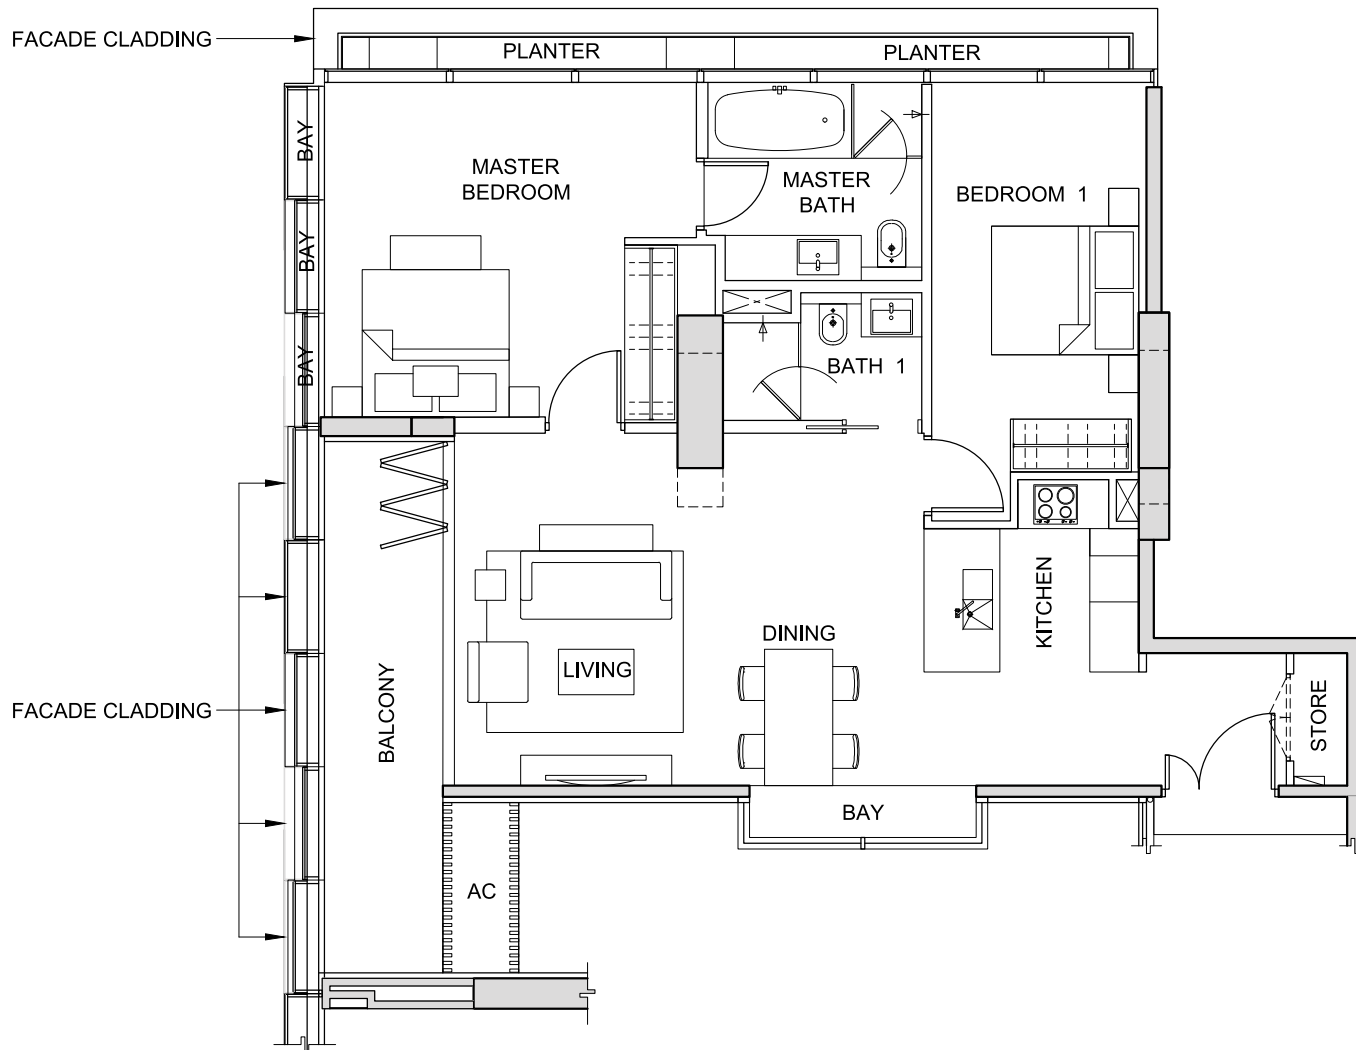 FACADE CLADDING
PLANTER
PLANTER
BAY
MASTER
BEDROOM
MASTER
BATH
BEDROOM 1
BAY
BAY
BATH 1
KITCHEN
DINING
LIVING
BALCONY
FACADE CLADDING
STORE
BAY
AC